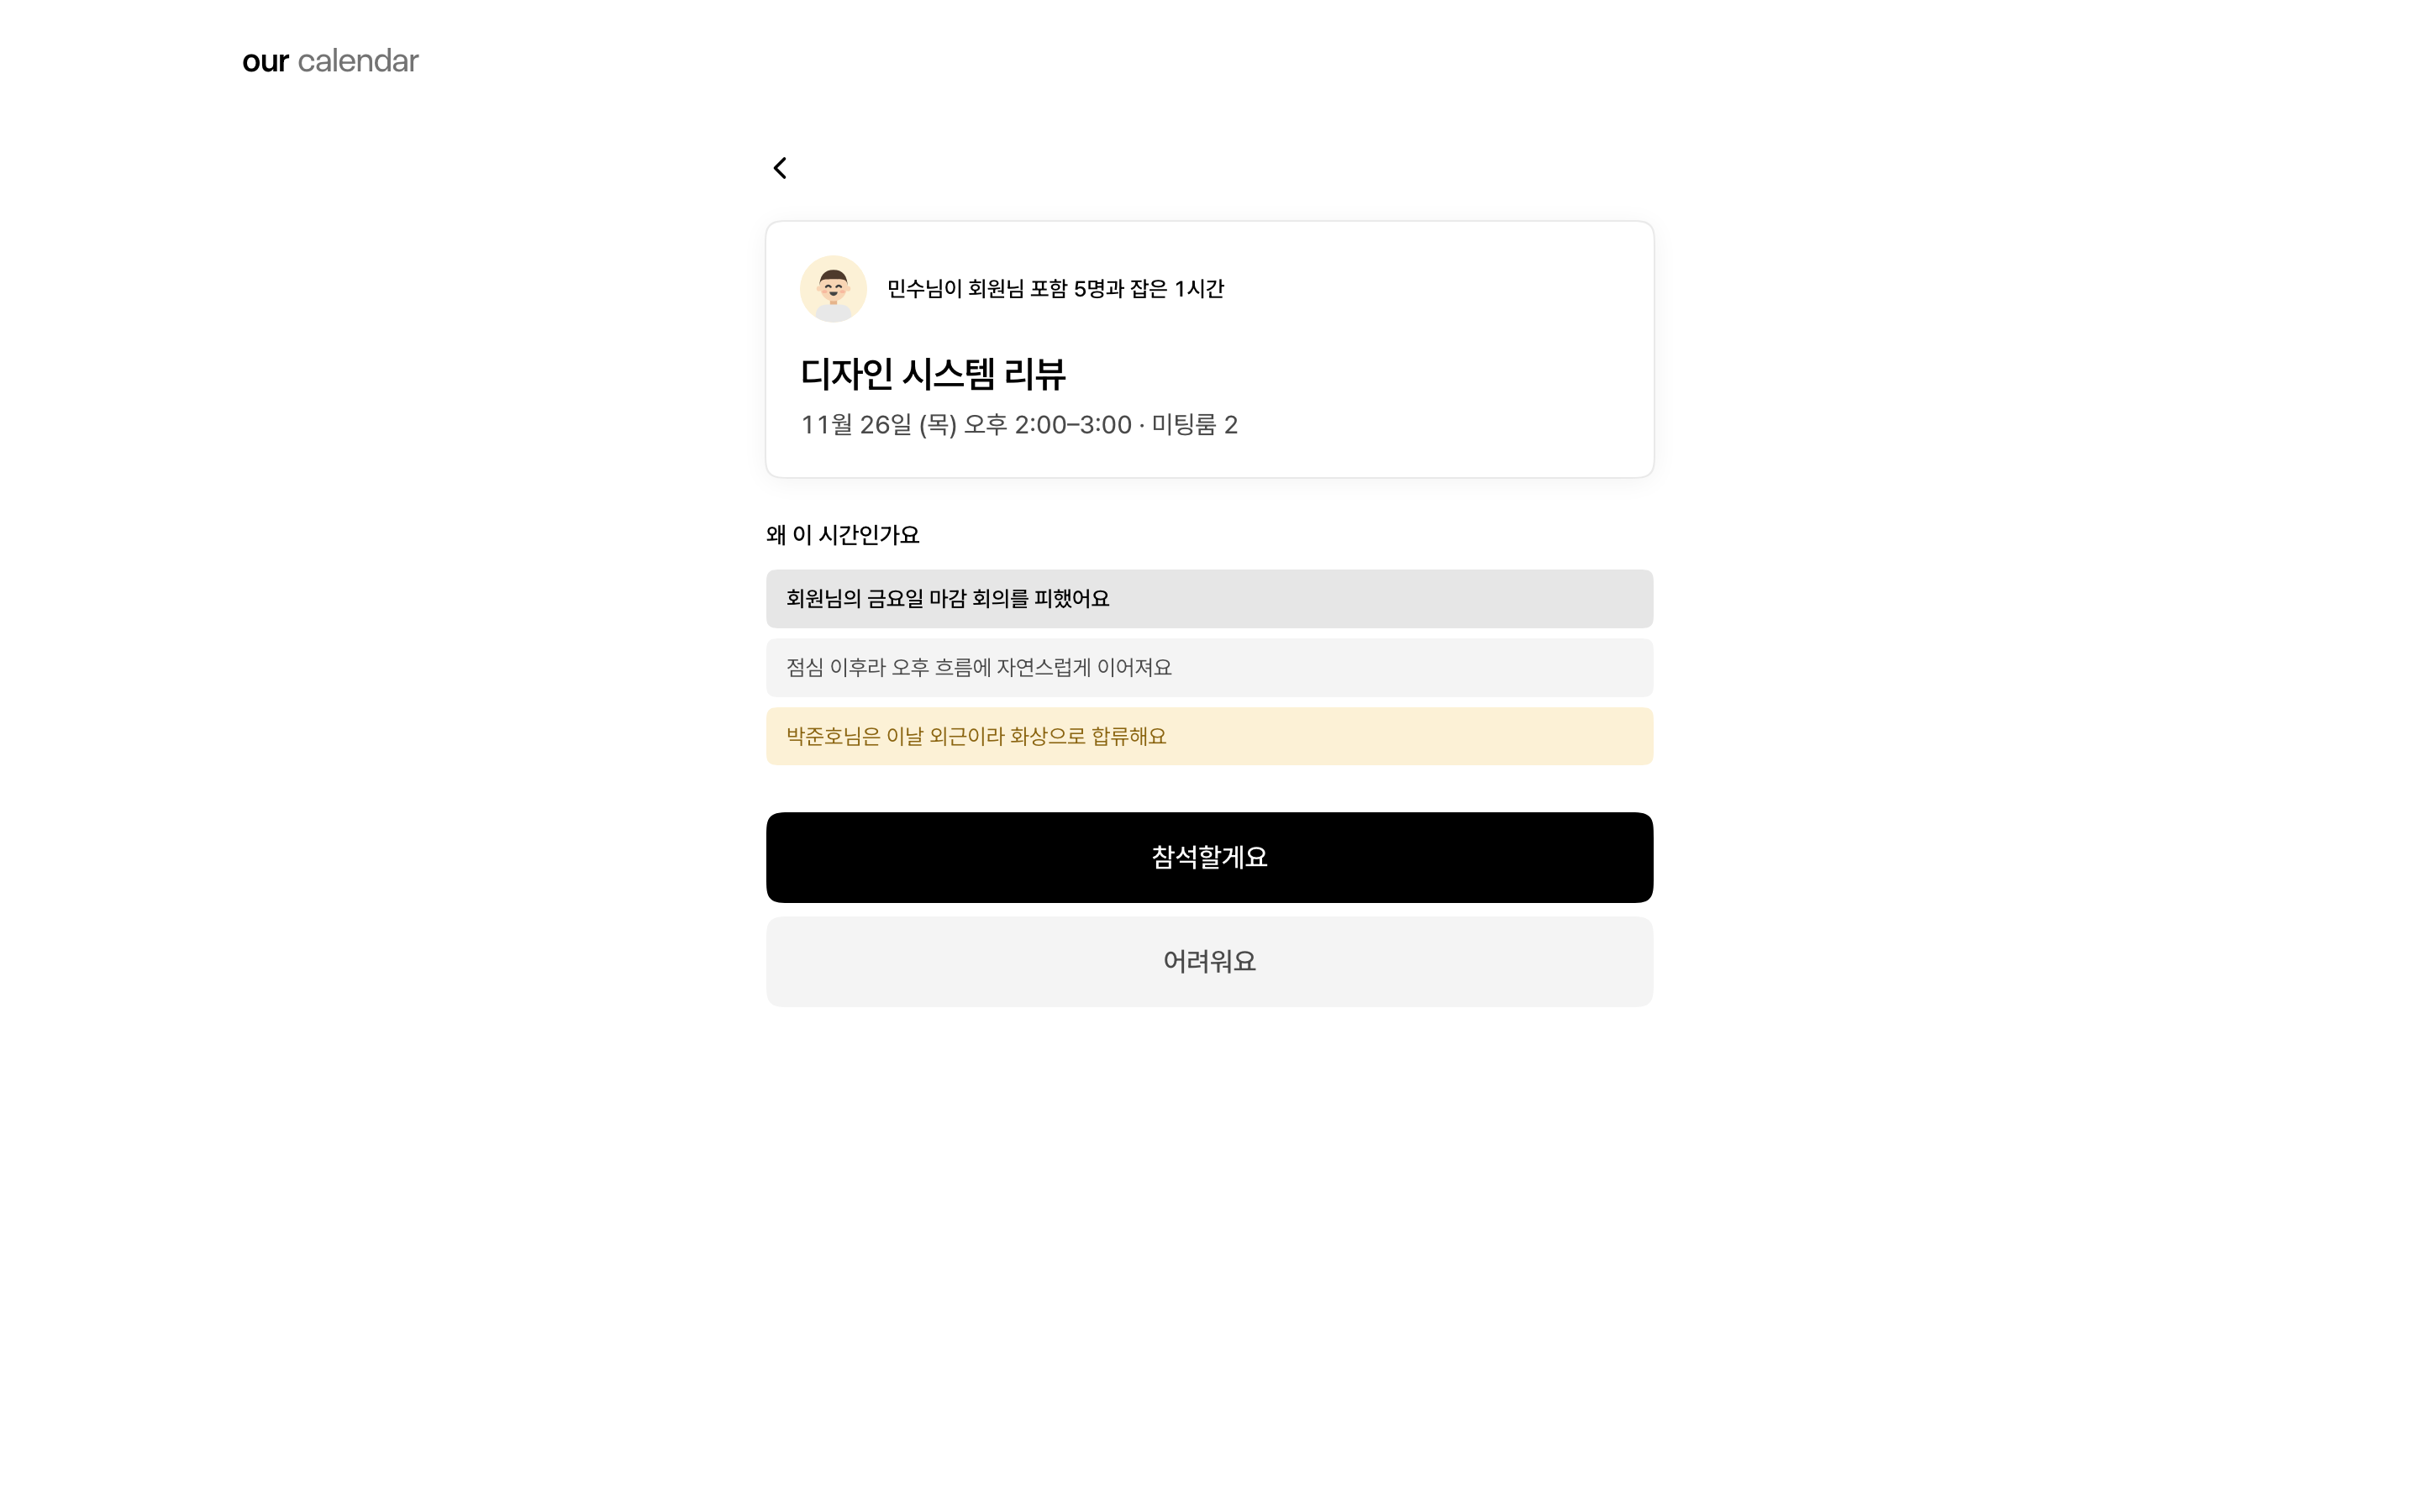 our calendar
민수님이 회원님 포함 5명과 잡은 1시간
디자인 시스템 리뷰
11월 26일 (목) 오후 2:00–3:00 · 미팅룸 2
왜 이 시간인가요
회원님의 금요일 마감 회의를 피했어요
점심 이후라 오후 흐름에 자연스럽게 이어져요
박준호님은 이날 외근이라 화상으로 합류해요
참석할게요
어려워요